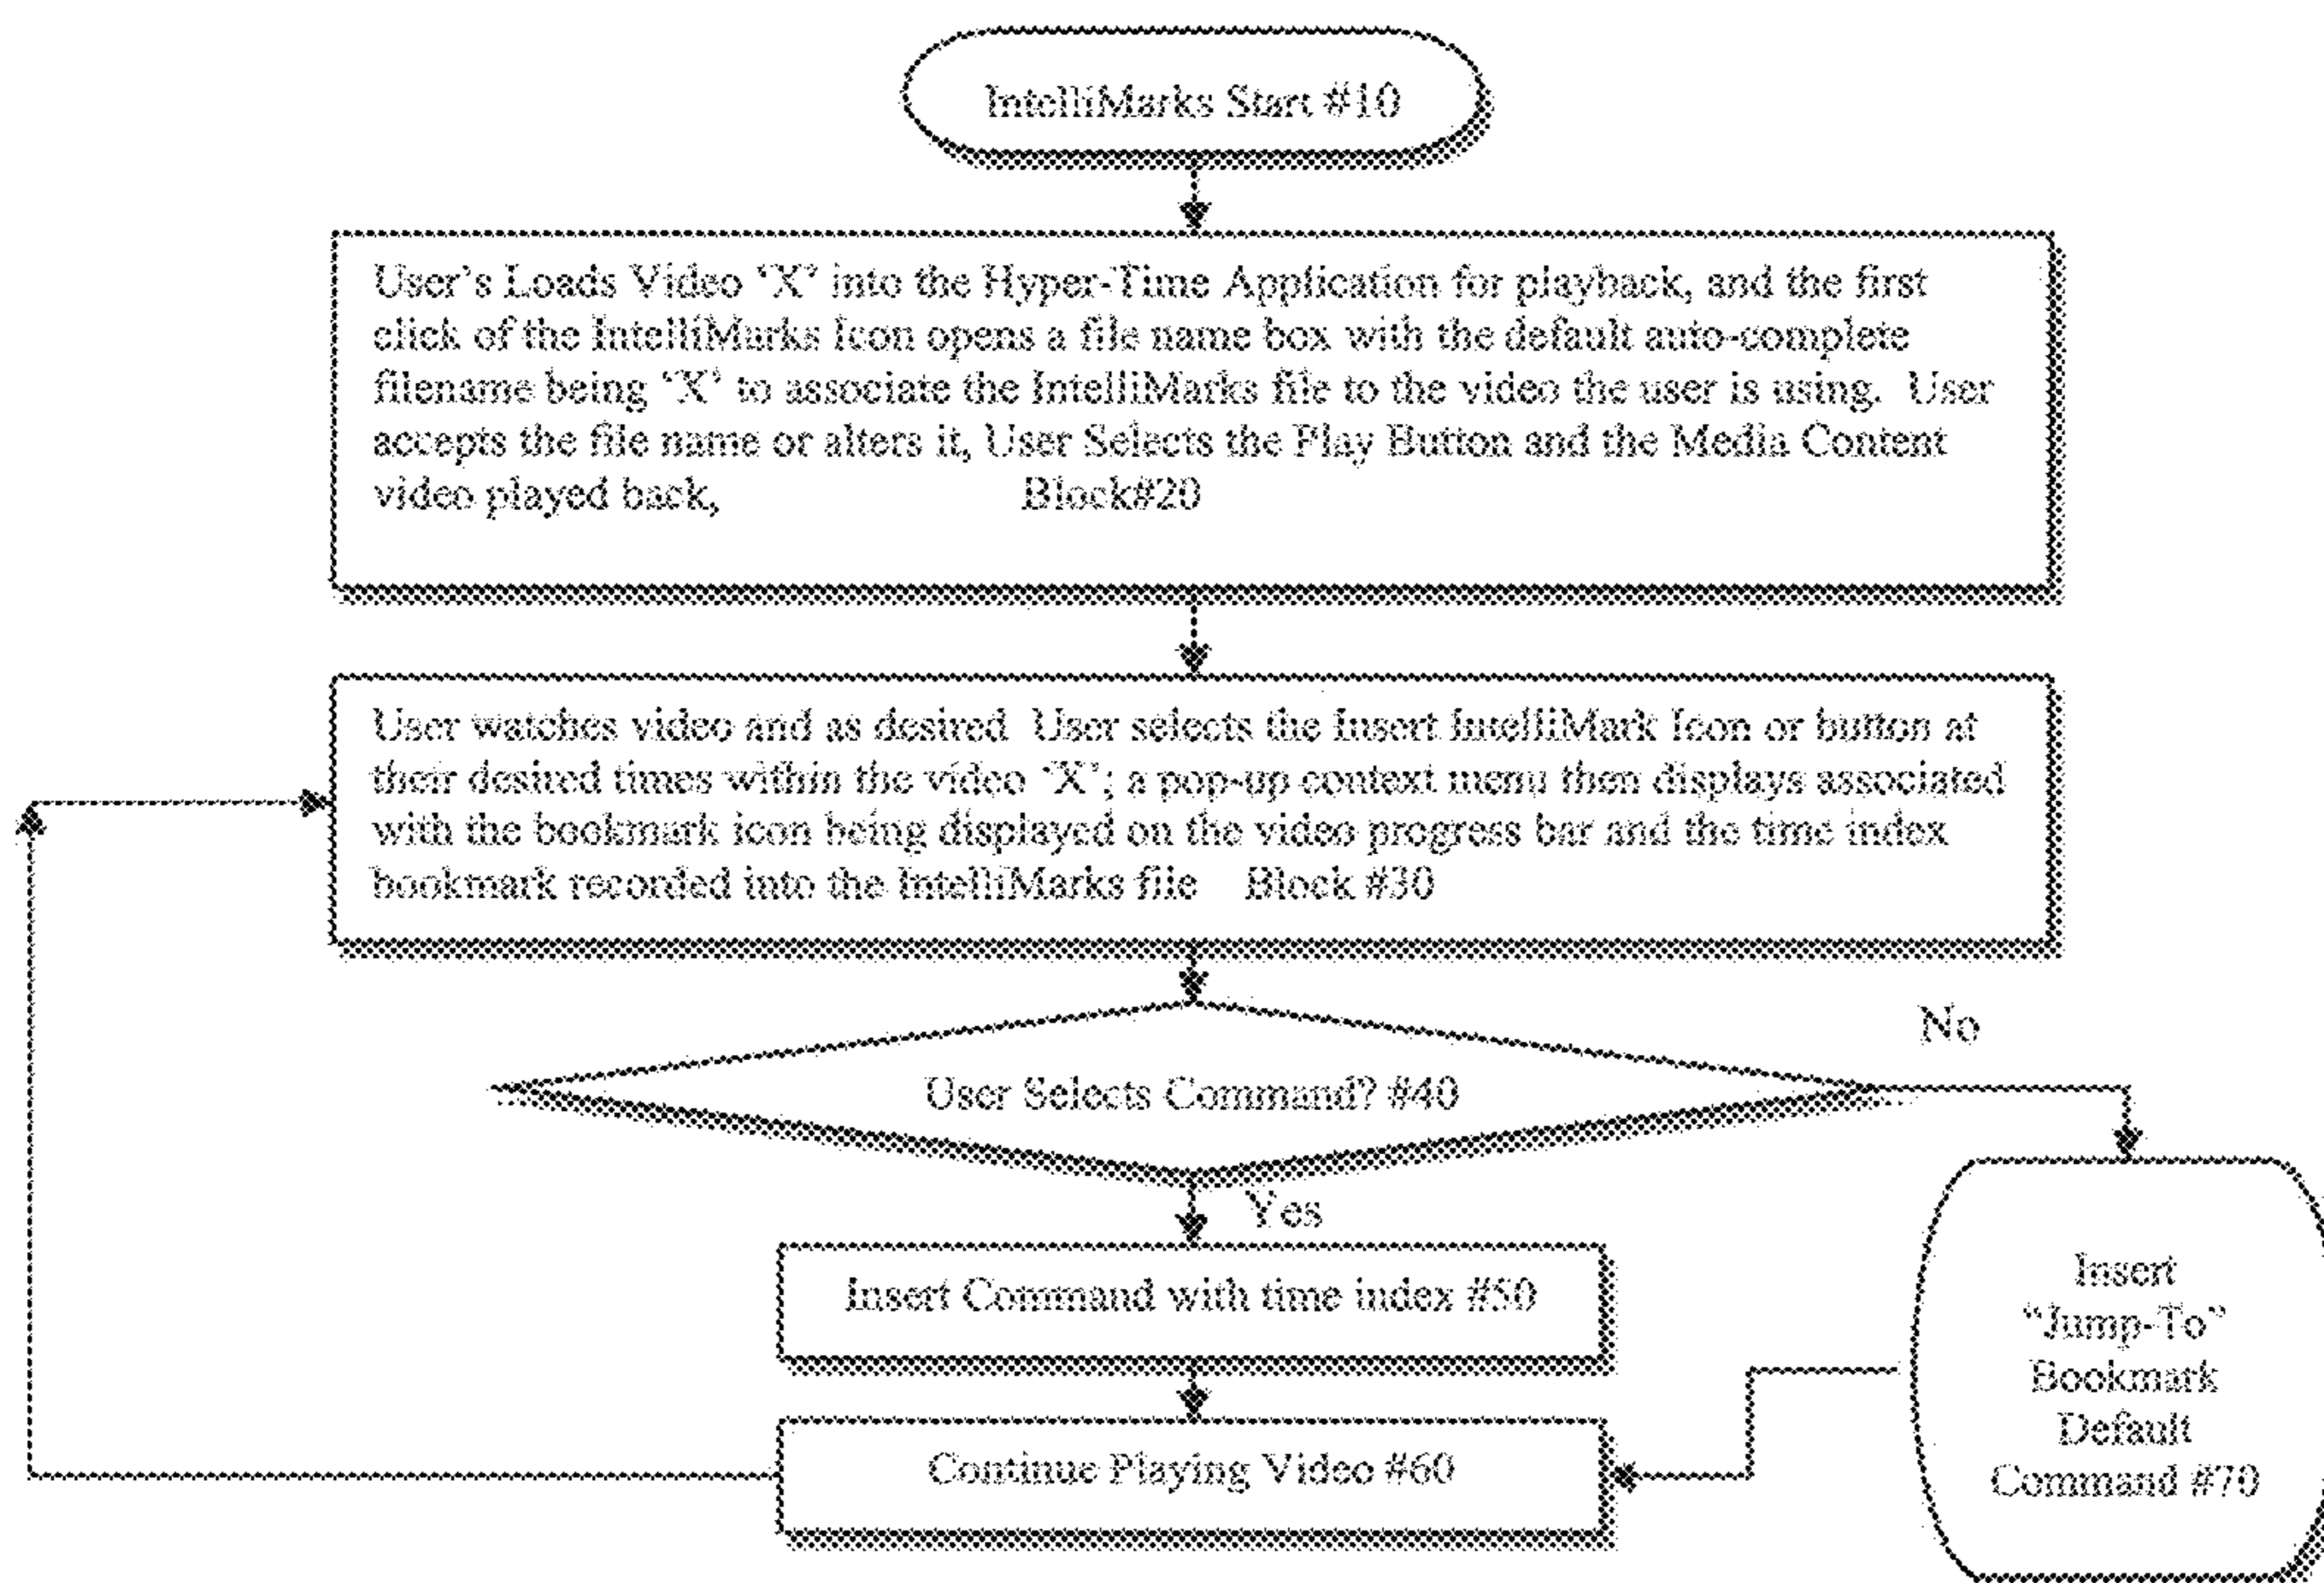 IntelliMarks Start #10
User's Loads Video 'X' into the Hyper-Time Application for playback, and the first
click of the IntelliMarks Icon opens a file name box with the default auto-complete
filename being 'X' to associate the IntelliMarks file to the video the user is using. User
accepts the file name or alters it, User Selects the Play Button and the Media Content
video played back, Block#20
User watches video and as desired User selects the Insert IntelliMark Icon or button at
their desired times within the video 'X'; a pop-up context menu then displays associated
with the bookmark icon being displayed on the video progress bar and the time index
bookmark recorded into the IntelliMarks file Block #30
No
User Selects Command? #40
Yes
Insert Command with time index #50
Insert
“Jump-To”
Bookmark
Default
Command #70
Continue Playing Video #60